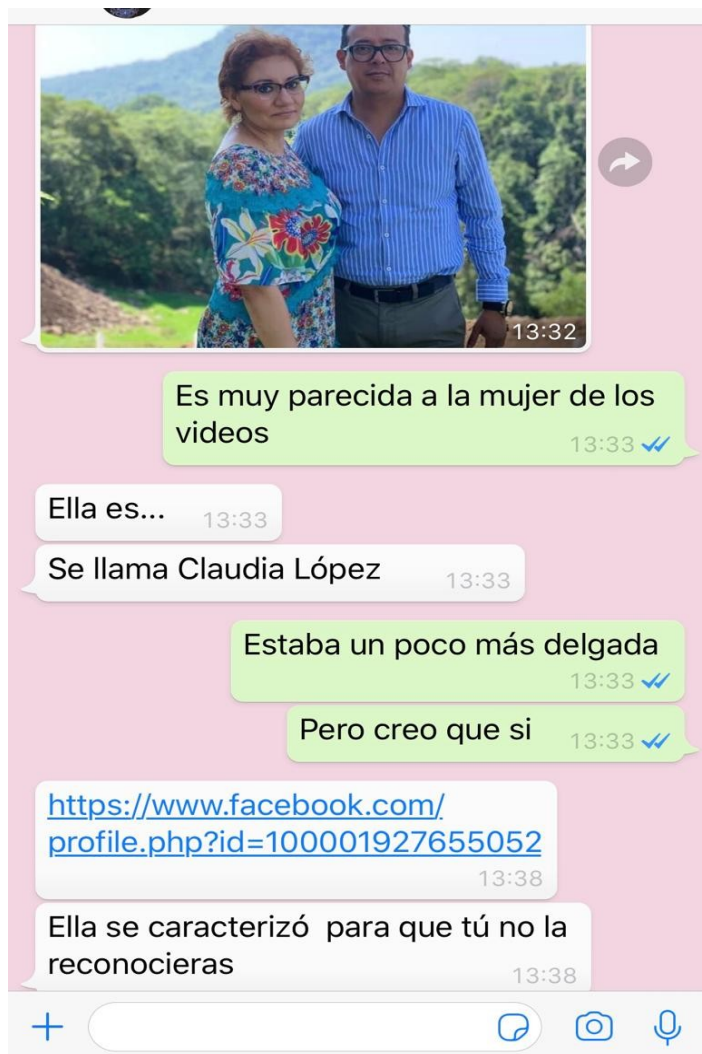 13:32
Es muy parecida a la mujer de los
videos
13:33
Ella es...
13:33
Se llama Claudia López
13:33
Estaba un poco más delgada
13:33
Pero creo que si
13:33
https://www.facebook.com/
profile.php?id=100001927655052
13:38
Ella se caracterizó para que tú no la
reconocieras
13:38